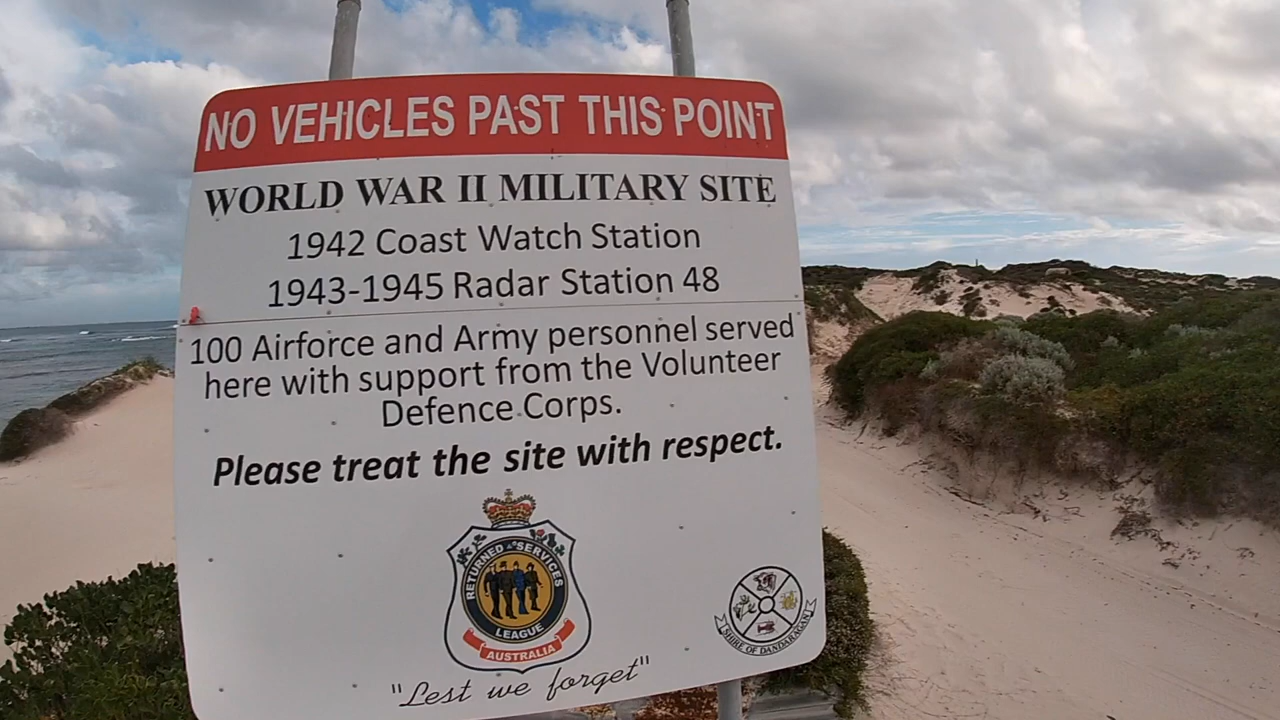 NO VEHICLES PAST THIS POINT
WORLD WAR II MILITARY SITE
1942 Coast Watch Station
1943-1945 Radar Station 48
100 Airforce and Army personnel served
here with support from the Volunteer
Defence Corps.
Please treat the site with respect.
RETURNED SERVICES
LEAGUE
AUSTRALIA
SHIRE OF DANDARAGAN
"Lest we forget"